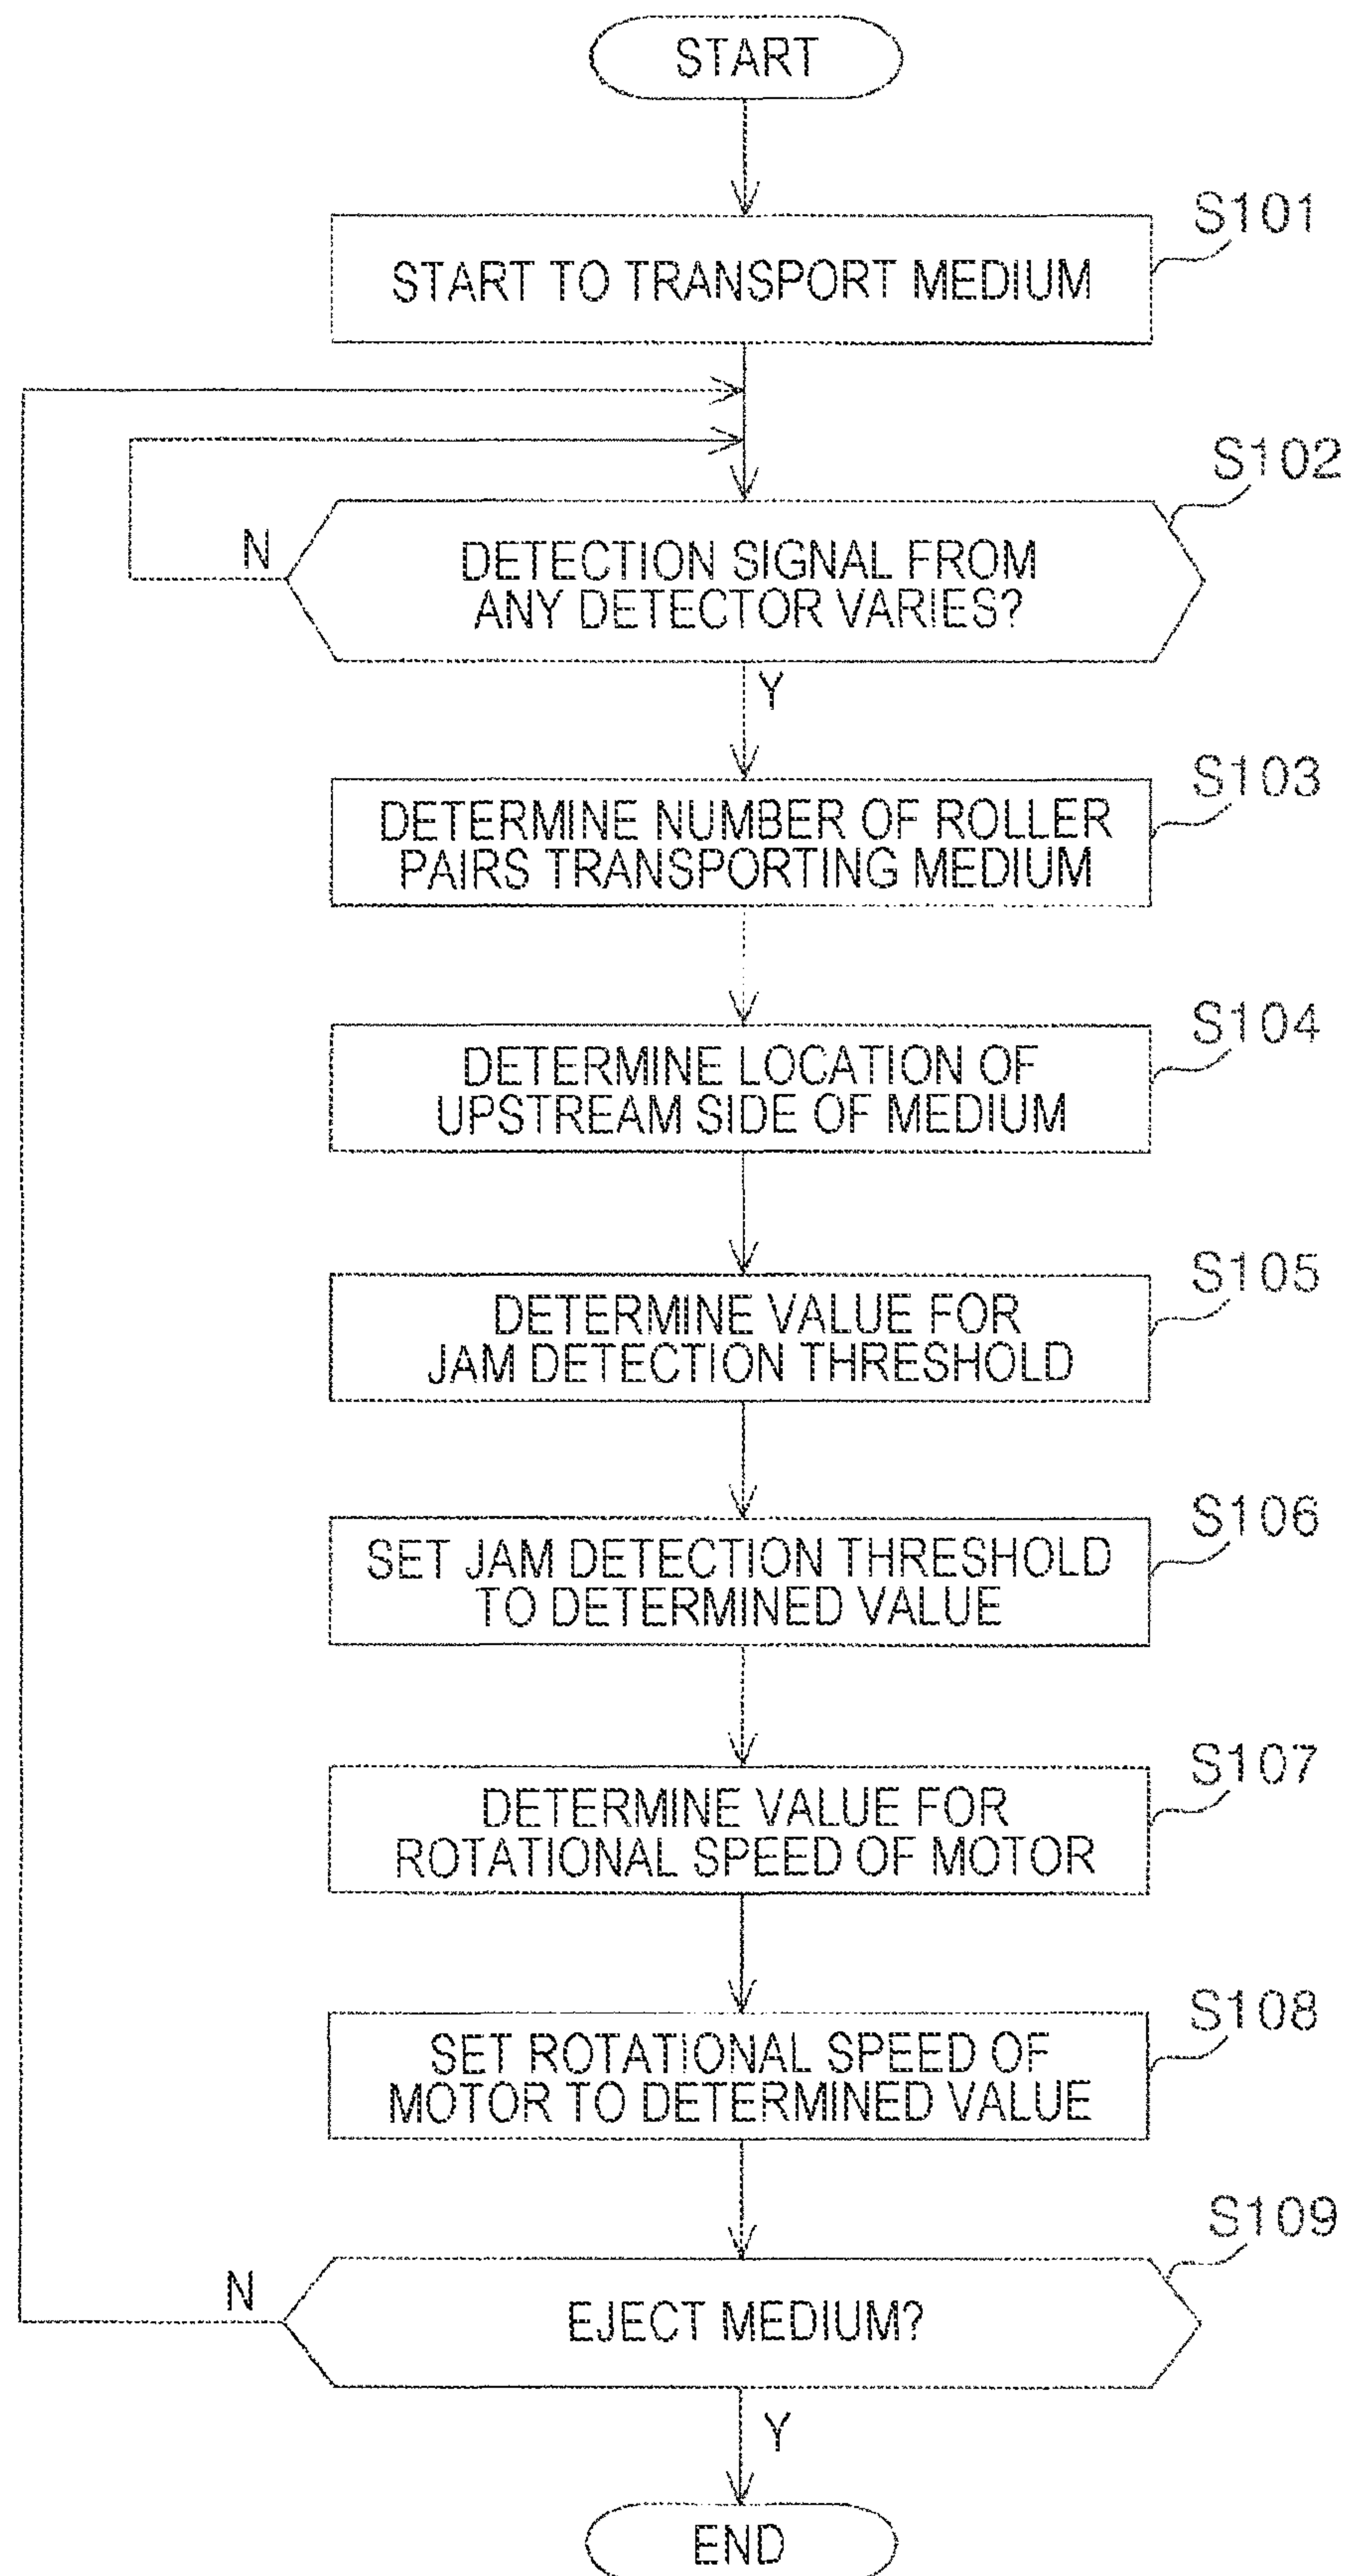 START
S101
START TO TRANSPORT MEDIUM
S102
N
DETECTION SIGNAL FROM
ANY DETECTOR VARIES?
Y
S103
DETERMINE NUMBER OF ROLLER
PAIRS TRANSPORTING MEDIUM
S104
DETERMINE LOCATION OF
UPSTREAM SIDE OF MEDIUM
S105
DETERMINE VALUE FOR
JAM DETECTION THRESHOLD
S106
SET JAM DETECTION THRESHOLD
TO DETERMINED VALUE
S107
DETERMINE VALUE FOR
ROTATIONAL SPEED OF MOTOR
S108
SET ROTATIONAL SPEED OF
MOTOR TO DETERMINED VALUE
S109
N
EJECT MEDIUM?
Y
END